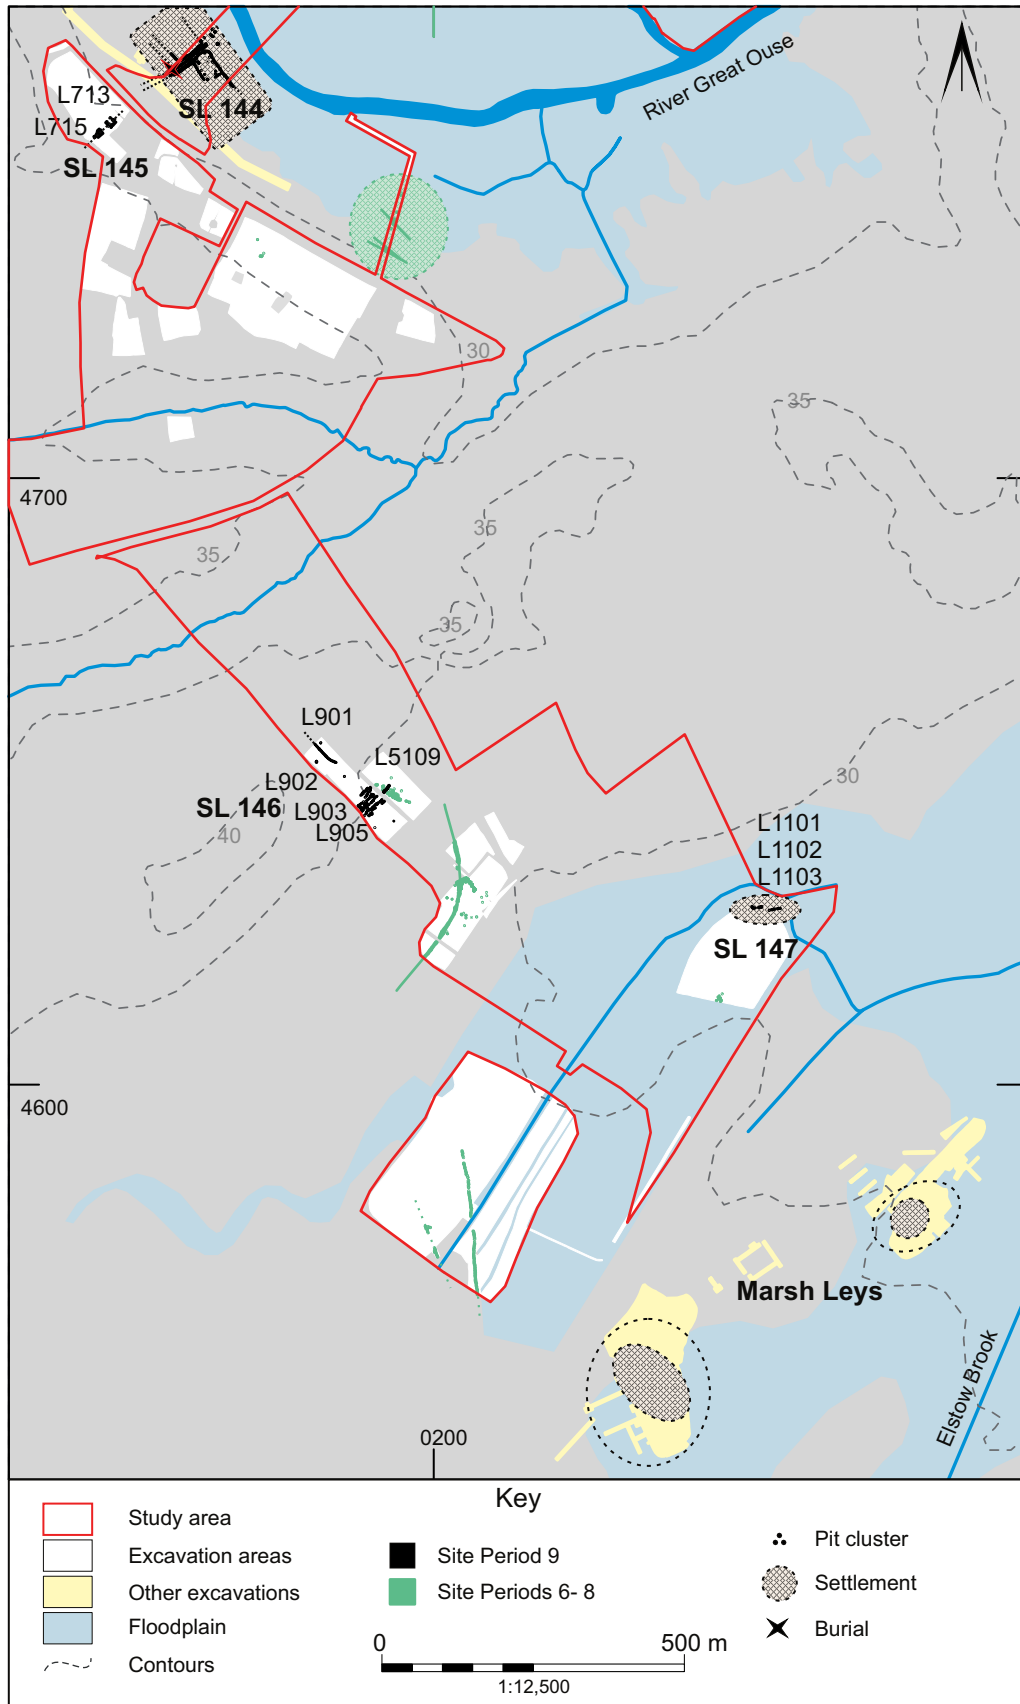 River Great Ouse
L713
SL 144
L715
SL 145
30
35
4700
35
35
35
L901
L5109
30
L902
SL 146
L903
40
L905
L1101
L1102
L1103
SL 147
4600
Marsh Leys
Elstow Brook
0200
Key
Study area
Excavation areas
Other excavations
Floodplain
Contours
Site Period 9
Site Periods 6- 8
0 500 m
1:12,500
Pit cluster
Settlement
Burial